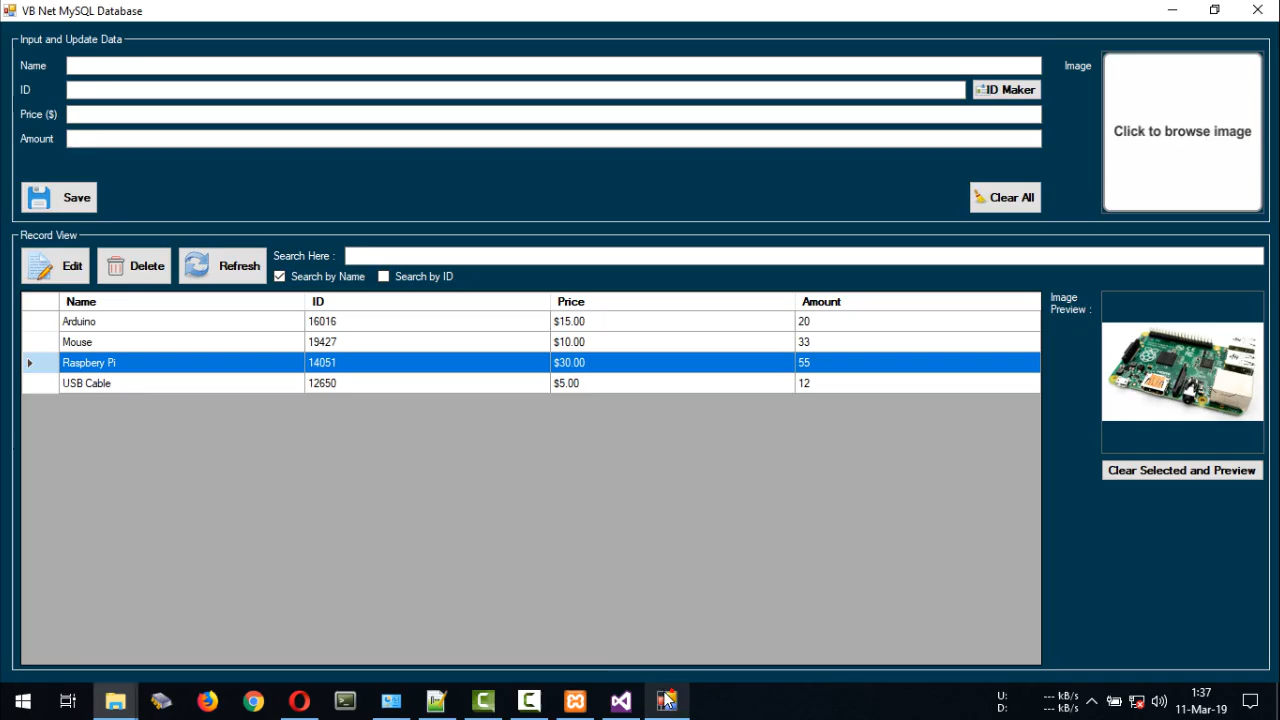 VB Net MySQL Database
Input and Update Data
Name
Image
ID
ID Maker
Price ($)
Click to browse image
Amount
Save
Clear All
Record View
Edit
Delete
Refresh
Search Here :
Search by Name
Search by ID
Name ID Price Amount
Image
Preview :
Arduino 16016 $15.00 20
Mouse 19427 $10.00 33
Raspbery Pi 14051 $30.00 55
USB Cable 12650 $5.00 12
Clear Selected and Preview
U: --- kB/s
D: --- kB/s
1:37
11-Mar-19